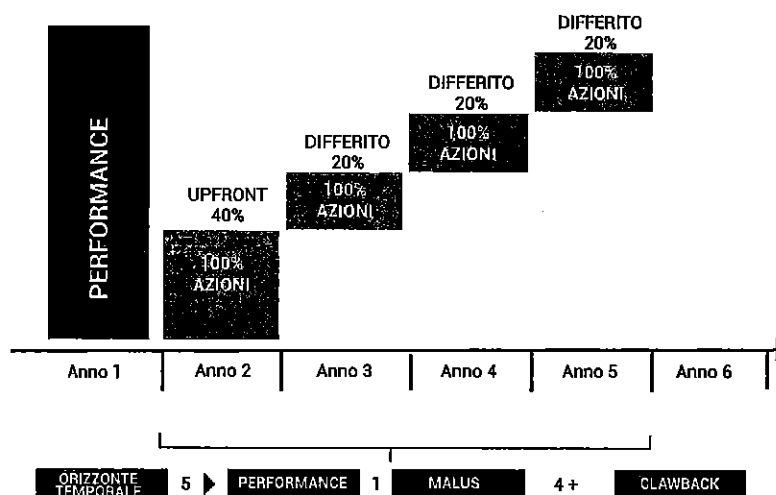 DIFFERITO
20%
100%
AZIONI
DIFFERITO
20%
100%
AZIONI
DIFFERITO
20%
100%
AZIONI
UPFRONT
40%
100%
AZIONI
PERFORMANCE
Anno 1 Anno 2 Anno 3 Anno 4 Anno 5 Anno 6
ORIZZONTE
TEMPORALE 5 PERFORMANCE 1 MALUS 4 + CLAWBACK